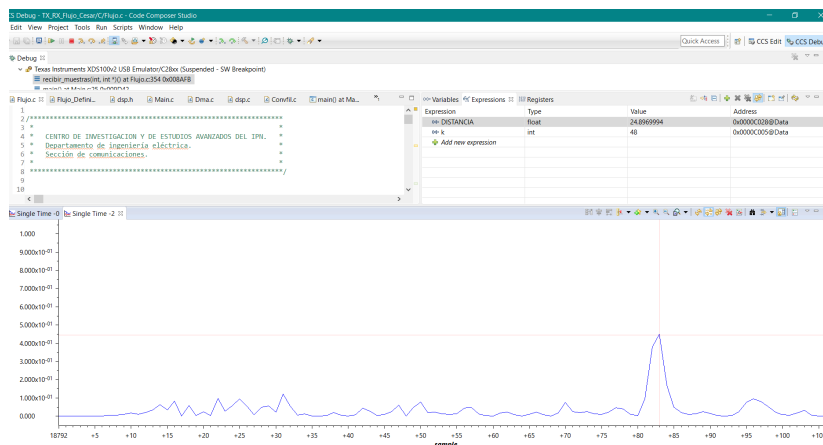 CS Debug - TX_RX_Flujo_Cesar/C/Flujo.c - Code Composer Studio
Edit View Project Tools Run Scripts Window Help
Quick Access CCS Edit CCS Debu
Debug
Texas Instruments XDS100v2 USB Emulator/C28xx (Suspended - SW Breakpoint)
recibir_muestras(int, int *)() at Flujo.c:354 0x008AFB
main() at Main.c:25 0x009D42
Flujo.c Flujo_Defini... dsp.h Main.c Dma.c dsp.c Convfil.c main() at Ma...
Variables Expressions Registers
Expression Type Value Address
DISTANCIA float 24.8969994 0x0000C028@Data
k int 48 0x0000C005@Data
Add new expression
1
2 /****************************************************************
3 * *
4 * CENTRO DE INVESTIGACION Y DE ESTUDIOS AVANZADOS DEL IPN. *
5 * Departamento de ingeniería eléctrica. *
6 * Sección de comunicaciones. *
7 * *
8 ****************************************************************/
9
10
Single Time -0 Single Time -2
1.000
9.000x10-01
8.000x10-01
7.000x10-01
6.000x10-01
5.000x10-01
4.000x10-01
3.000x10-01
2.000x10-01
1.000x10-01
0.000
18792 +5 +10 +15 +20 +25 +30 +35 +40 +45 +50 +55 +60 +65 +70 +75 +80 +85 +90 +95 +100 +10
sample